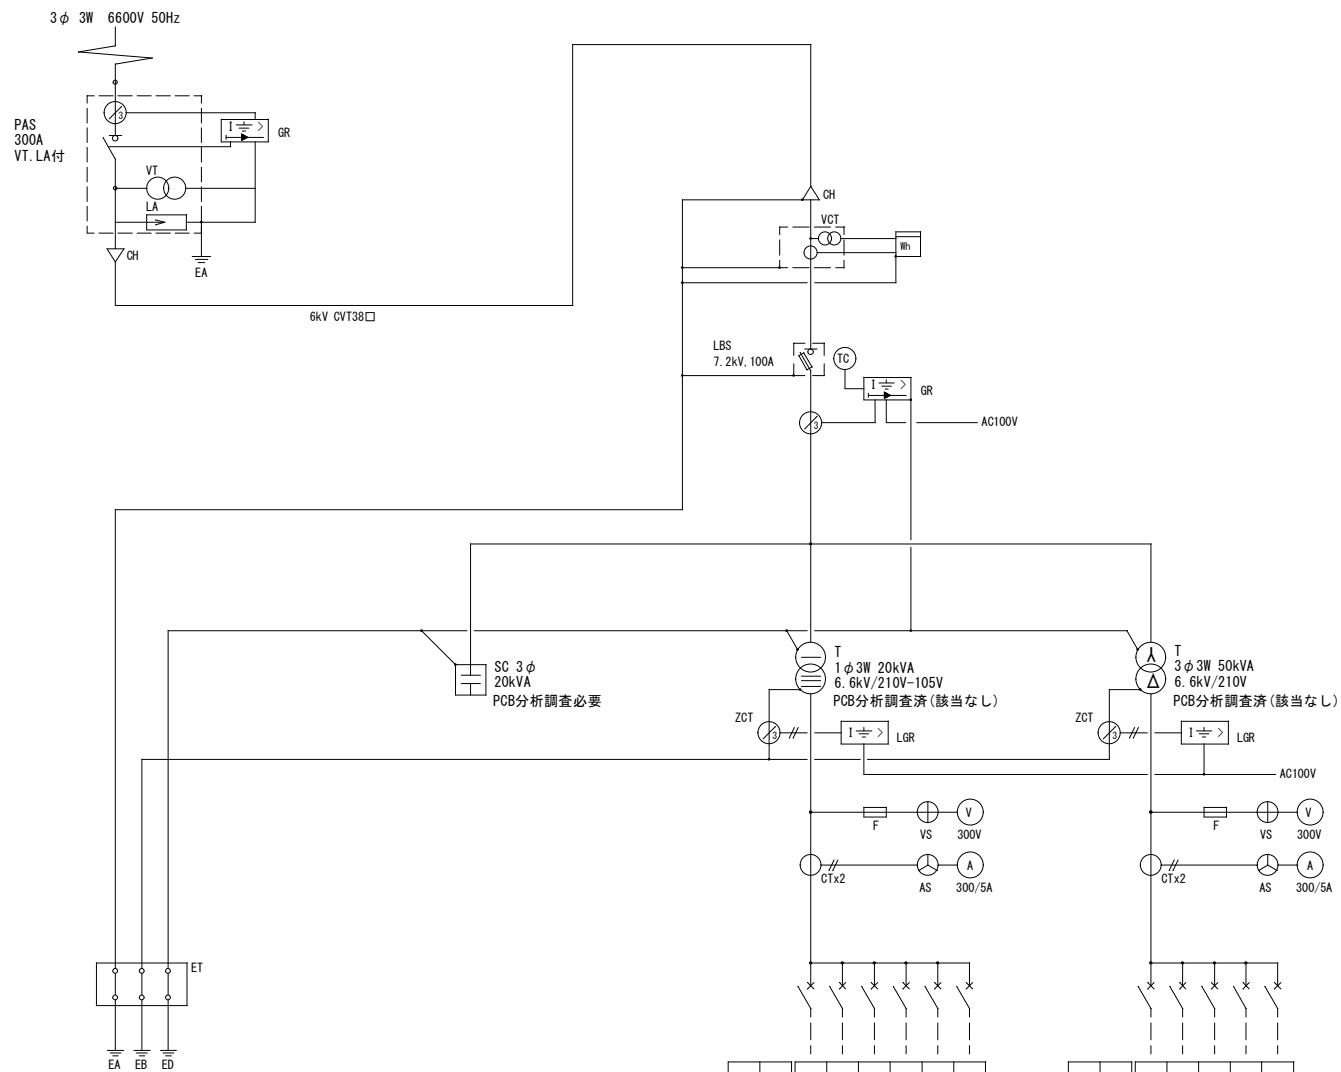 3φ 3W 6600V 50Hz
PAS
300A
VT.LA付
3
I >
GR
VT
LA
CH
EA
6kV CVT38□
CH
VCT
Wh
LBS
7.2kV,100A
TC
I >
GR
3
AC100V
SC 3φ
20kVA
PCB分析調査必要
T
1φ3W 20kVA
6.6kV/210V-105V
PCB分析調査済(該当なし)
T
3φ3W 50kVA
6.6kV/210V
PCB分析調査済(該当なし)
ZCT
3
I >
LGR
ZCT
3
I >
LGR
AC100V
F
VS
V
300V
F
VS
V
300V
CTx2
AS
A
300/5A
CTx2
AS
A
300/5A
ET
EA
EB
ED